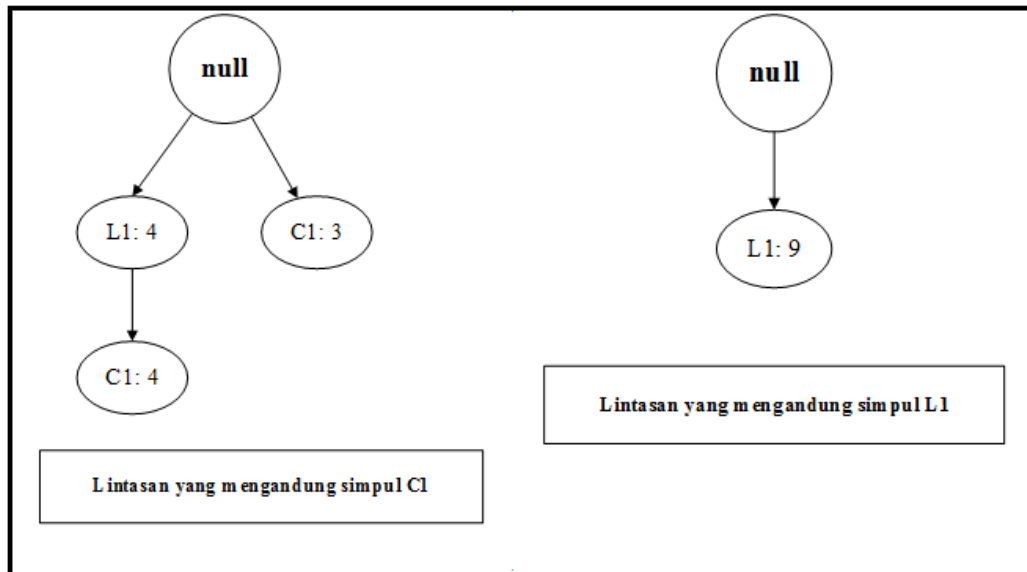 null
L1: 4
C1: 3
C1: 4
Lintasan yang mengandung simpul C1
null
L1: 9
Lintasan yang mengandung simpul L1